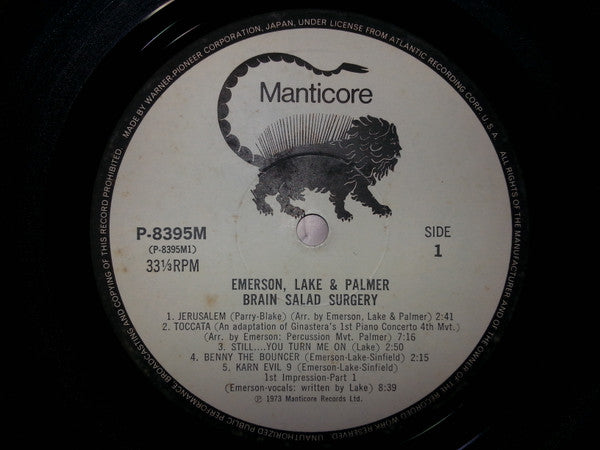 MADE BY WARNER-PIONEER CORPORATION, JAPAN, UNDER LICENSE FROM ATLANTIC RECORDING CORP. U.S.A.
ALL RIGHTS OF THE MANUFACTURER AND OF THE OWNER OF THE RECORDED WORK RESERVED.
UNAUTHORIZED PUBLIC PERFORMANCE, BROADCASTING AND COPYING OF THIS RECORD PROHIBITED.
Manticore
P-8395M
(P-8395M1)
33⅓RPM
SIDE
1
EMERSON, LAKE & PALMER
BRAIN SALAD SURGERY
1. JERUSALEM (Parry-Blake) (Arr. by Emerson, Lake & Palmer) 2:41
2. TOCCATA (An adaptation of Ginastera's 1st Piano Concerto 4th Mvt.)
(Arr. by Emerson: Percussion Mvt. Palmer) 7:16
3. STILL....YOU TURN ME ON (Lake) 2:50
4. BENNY THE BOUNCER (Emerson-Lake-Sinfield) 2:15
5. KARN EVIL 9 (Emerson-Lake-Sinfield)
1st Impression-Part 1
(Emerson-vocals: written by Lake) 8:39
℗ 1973 Manticore Records Ltd.